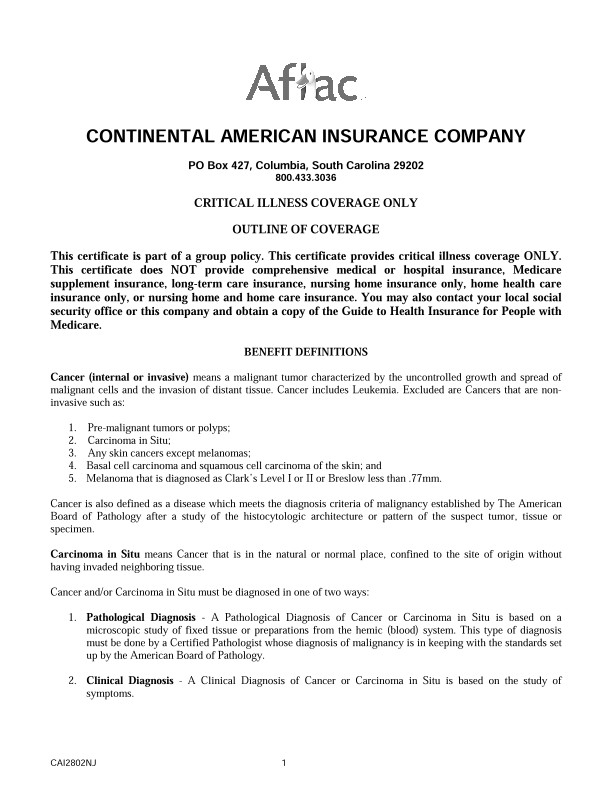 Aflac
CONTINENTAL AMERICAN INSURANCE COMPANY
PO Box 427, Columbia, South Carolina 29202
800.433.3036
CRITICAL ILLNESS COVERAGE ONLY
OUTLINE OF COVERAGE
This certificate is part of a group policy. This certificate provides critical illness coverage ONLY.
This certificate does NOT provide comprehensive medical or hospital insurance, Medicare
supplement insurance, long-term care insurance, nursing home insurance only, home health care
insurance only, or nursing home and home care insurance. You may also contact your local social
security office or this company and obtain a copy of the Guide to Health Insurance for People with
Medicare.
BENEFIT DEFINITIONS
Cancer (internal or invasive) means a malignant tumor characterized by the uncontrolled growth and spread of
malignant cells and the invasion of distant tissue. Cancer includes Leukemia. Excluded are Cancers that are non-
invasive such as:
1. Pre-malignant tumors or polyps;
2. Carcinoma in Situ;
3. Any skin cancers except melanomas;
4. Basal cell carcinoma and squamous cell carcinoma of the skin; and
5. Melanoma that is diagnosed as Clark's Level I or II or Breslow less than .77mm.
Cancer is also defined as a disease which meets the diagnosis criteria of malignancy established by The American
Board of Pathology after a study of the histocytologic architecture or pattern of the suspect tumor, tissue or
specimen.
Carcinoma in Situ means Cancer that is in the natural or normal place, confined to the site of origin without
having invaded neighboring tissue.
Cancer and/or Carcinoma in Situ must be diagnosed in one of two ways:
1. Pathological Diagnosis - A Pathological Diagnosis of Cancer or Carcinoma in Situ is based on a
microscopic study of fixed tissue or preparations from the hemic (blood) system. This type of diagnosis
must be done by a Certified Pathologist whose diagnosis of malignancy is in keeping with the standards set
up by the American Board of Pathology.
2. Clinical Diagnosis - A Clinical Diagnosis of Cancer or Carcinoma in Situ is based on the study of
symptoms.
CAI2802NJ 1